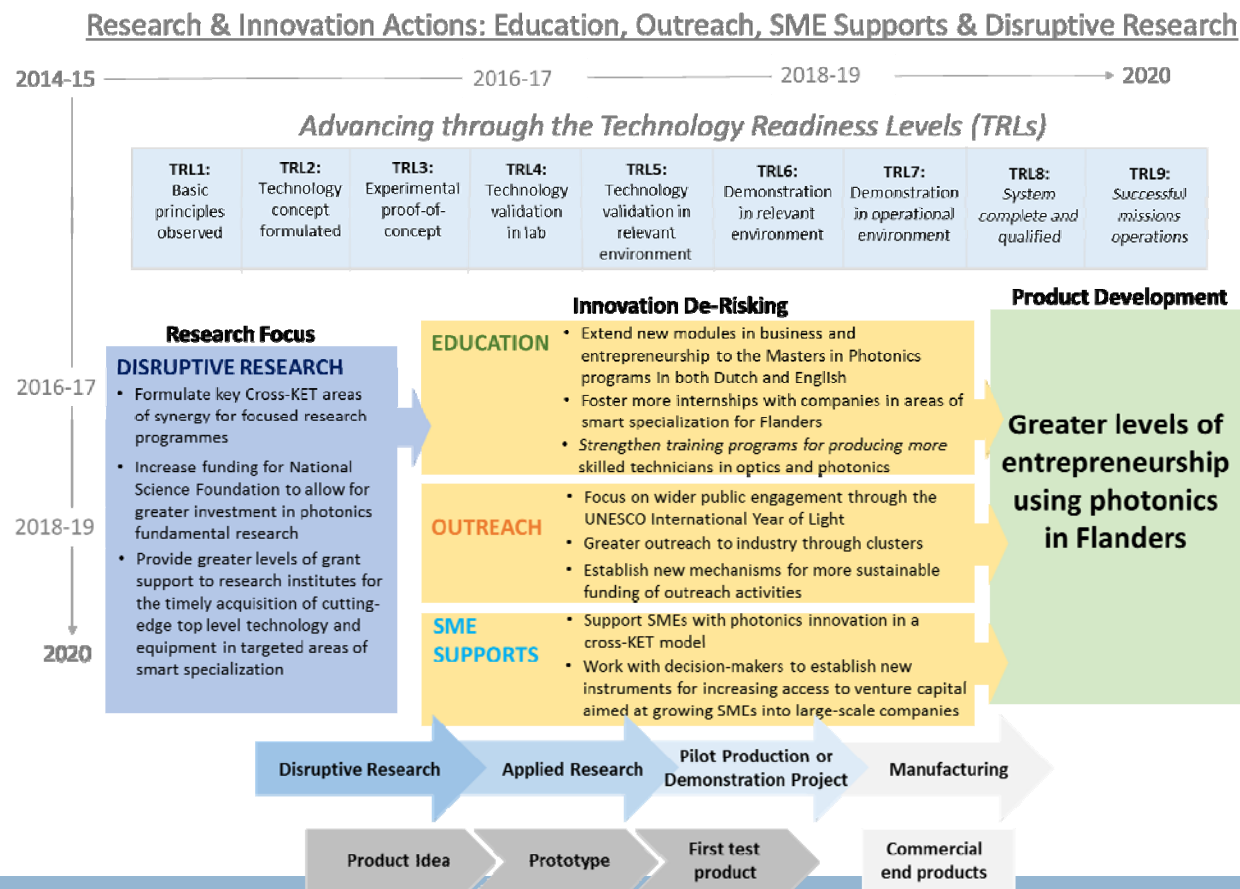 Research & Innovation Actions: Education, Outreach, SME Supports & Disruptive Research
2014-15
2016-17
2018-19
2020
Advancing through the Technology Readiness Levels (TRLs)
TRL1:
Basic
principles
observed
TRL2:
Technology
concept
formulated
TRL3:
Experimental
proof-of-
concept
TRL4:
Technology
validation
in lab
TRL5:
Technology
validation in
relevant
environment
TRL6:
Demonstration
in relevant
environment
TRL7:
Demonstration
in operational
environment
TRL8:
System
complete and
qualified
TRL9:
Successful
missions
operations
2016-17
2018-19
2020
Research Focus
DISRUPTIVE RESEARCH
• Formulate key Cross-KET areas
of synergy for focused research
programmes
• Increase funding for National
Science Foundation to allow for
greater investment in photonics
fundamental research
• Provide greater levels of grant
support to research institutes for
the timely acquisition of cutting-
edge top level technology and
equipment in targeted areas of
smart specialization
Innovation De-Risking
EDUCATION
• Extend new modules in business and
entrepreneurship to the Masters in Photonics
programs in both Dutch and English
• Foster more internships with companies in areas of
smart specialization for Flanders
• Strengthen training programs for producing more
skilled technicians in optics and photonics
OUTREACH
• Focus on wider public engagement through the
UNESCO International Year of Light
• Greater outreach to industry through clusters
• Establish new mechanisms for more sustainable
funding of outreach activities
SME
SUPPORTS
• Support SMEs with photonics innovation in a
cross-KET model
• Work with decision-makers to establish new
instruments for increasing access to venture capital
aimed at growing SMEs into large-scale companies
Product Development
Greater levels of
entrepreneurship
using photonics
in Flanders
Disruptive Research
Applied Research
Pilot Production or
Demonstration Project
Manufacturing
Product Idea
Prototype
First test
product
Commercial
end products